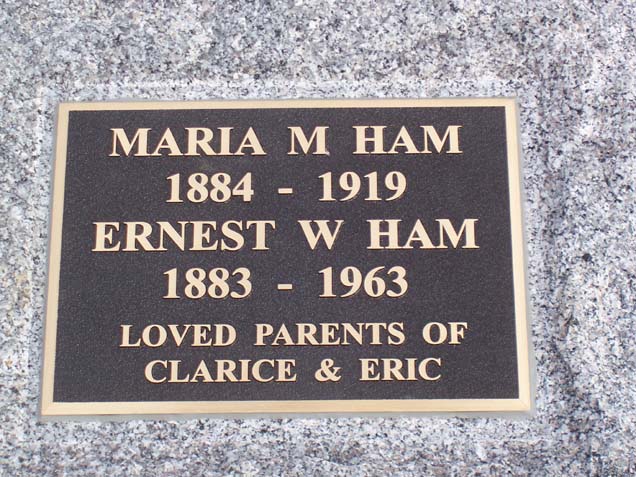 MARIA M HAM
1884 - 1919
ERNEST W HAM
1883 - 1963
LOVED PARENTS OF
CLARICE & ERIC